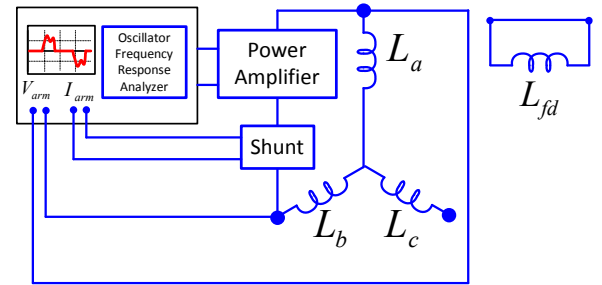 Oscillator
Frequency
Response
Analyzer
V_arm I_arm
Power
Amplifier
Shunt
L_a
L_b
L_c
L_fd